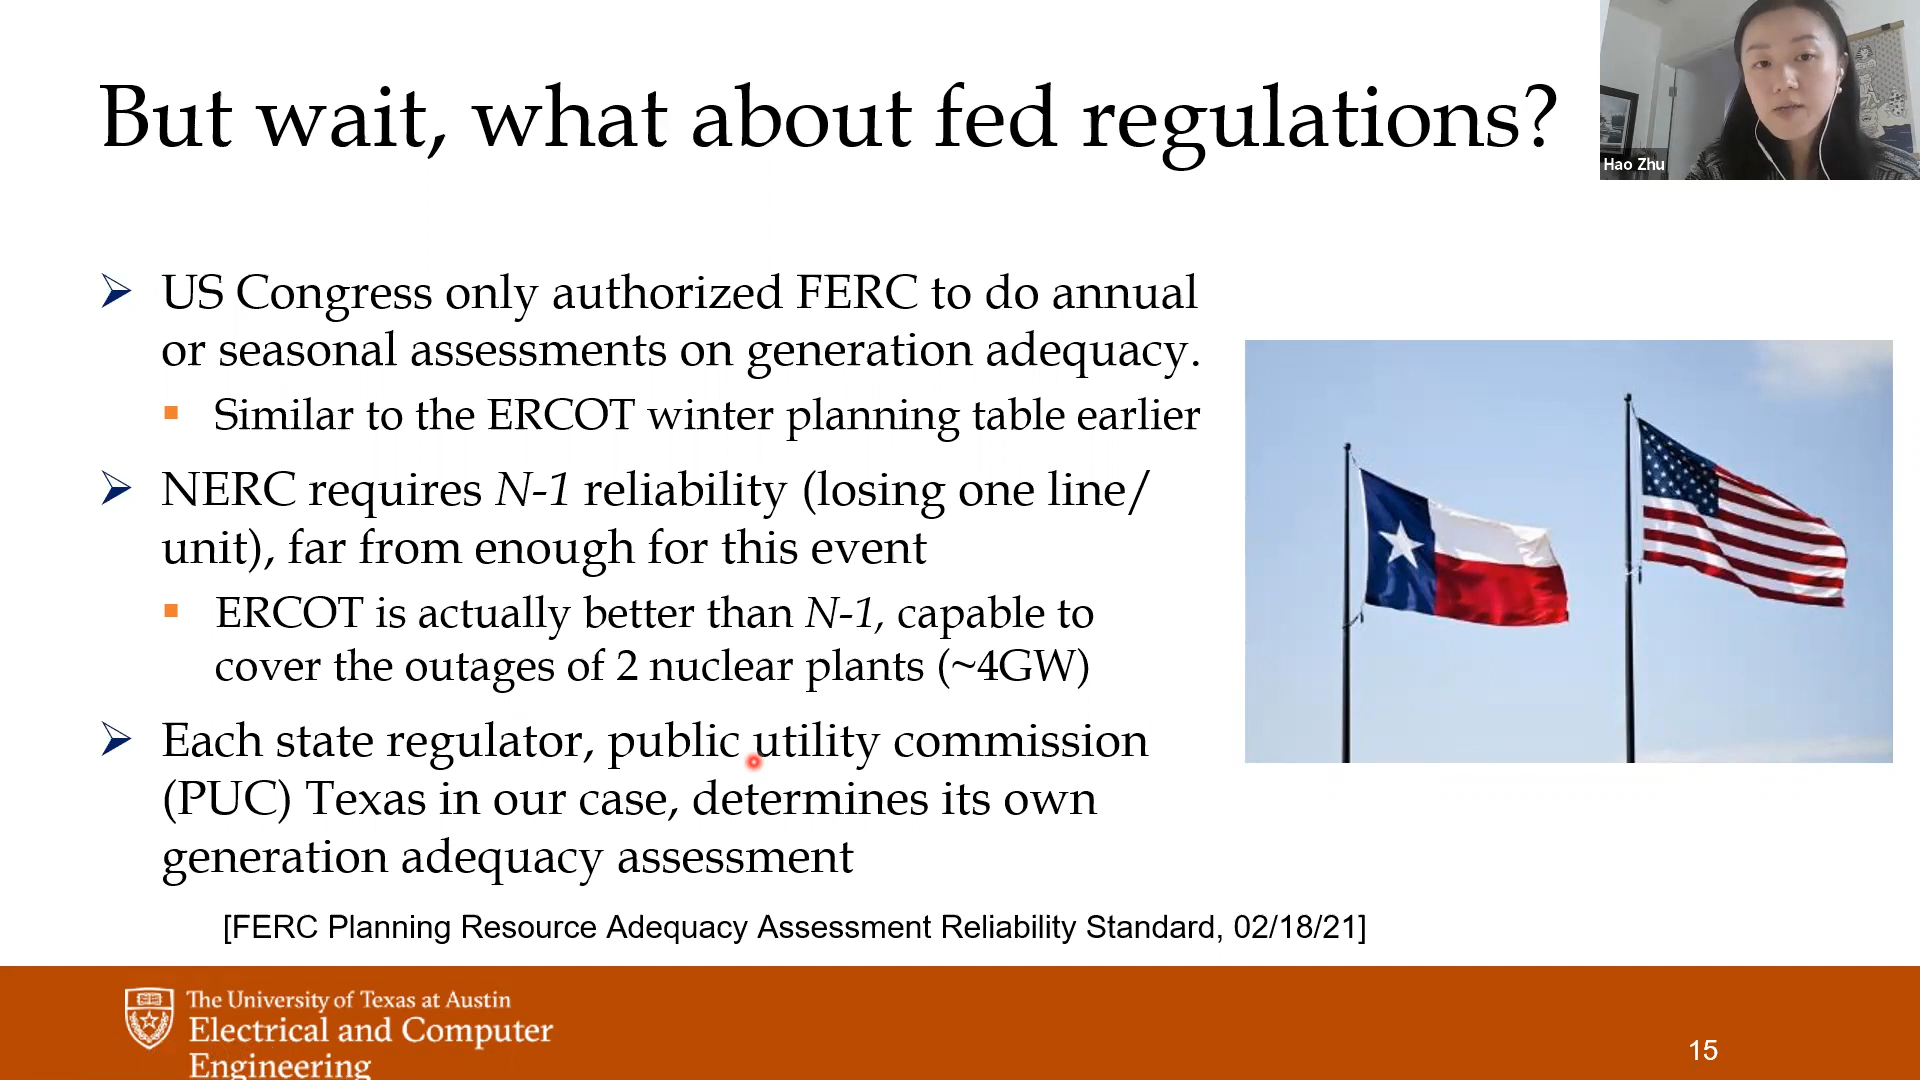 But wait, what about fed regulations?
Hao Zhu
US Congress only authorized FERC to do annual
or seasonal assessments on generation adequacy.
Similar to the ERCOT winter planning table earlier
NERC requires N-1 reliability (losing one line/
unit), far from enough for this event
ERCOT is actually better than N-1, capable to
cover the outages of 2 nuclear plants (~4GW)
Each state regulator, public utility commission
(PUC) Texas in our case, determines its own
generation adequacy assessment
[FERC Planning Resource Adequacy Assessment Reliability Standard, 02/18/21]
The University of Texas at Austin
Electrical and Computer
Engineering
15